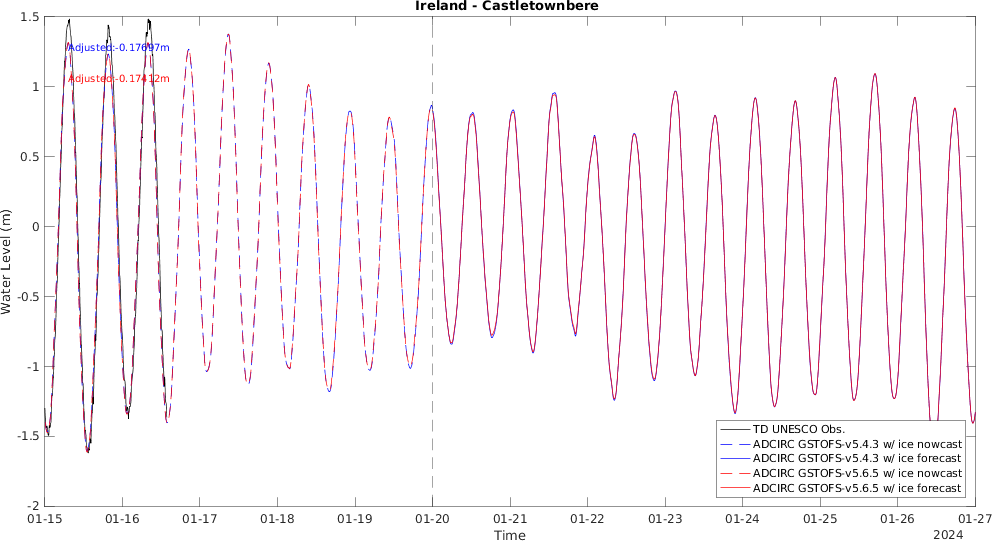 Ireland - Castletownbere
Adjusted:-0.17697m
Adjusted:-0.17412m
Water Level (m)
1.5
1
0.5
0
-0.5
-1
-1.5
-2
TD UNESCO Obs.
ADCIRC GSTOFS-v5.4.3 w/ ice nowcast
ADCIRC GSTOFS-v5.4.3 w/ ice forecast
ADCIRC GSTOFS-v5.6.5 w/ ice nowcast
ADCIRC GSTOFS-v5.6.5 w/ ice forecast
01-15 01-16 01-17 01-18 01-19 01-20 01-21 01-22 01-23 01-24 01-25 01-26 01-27
Time
2024